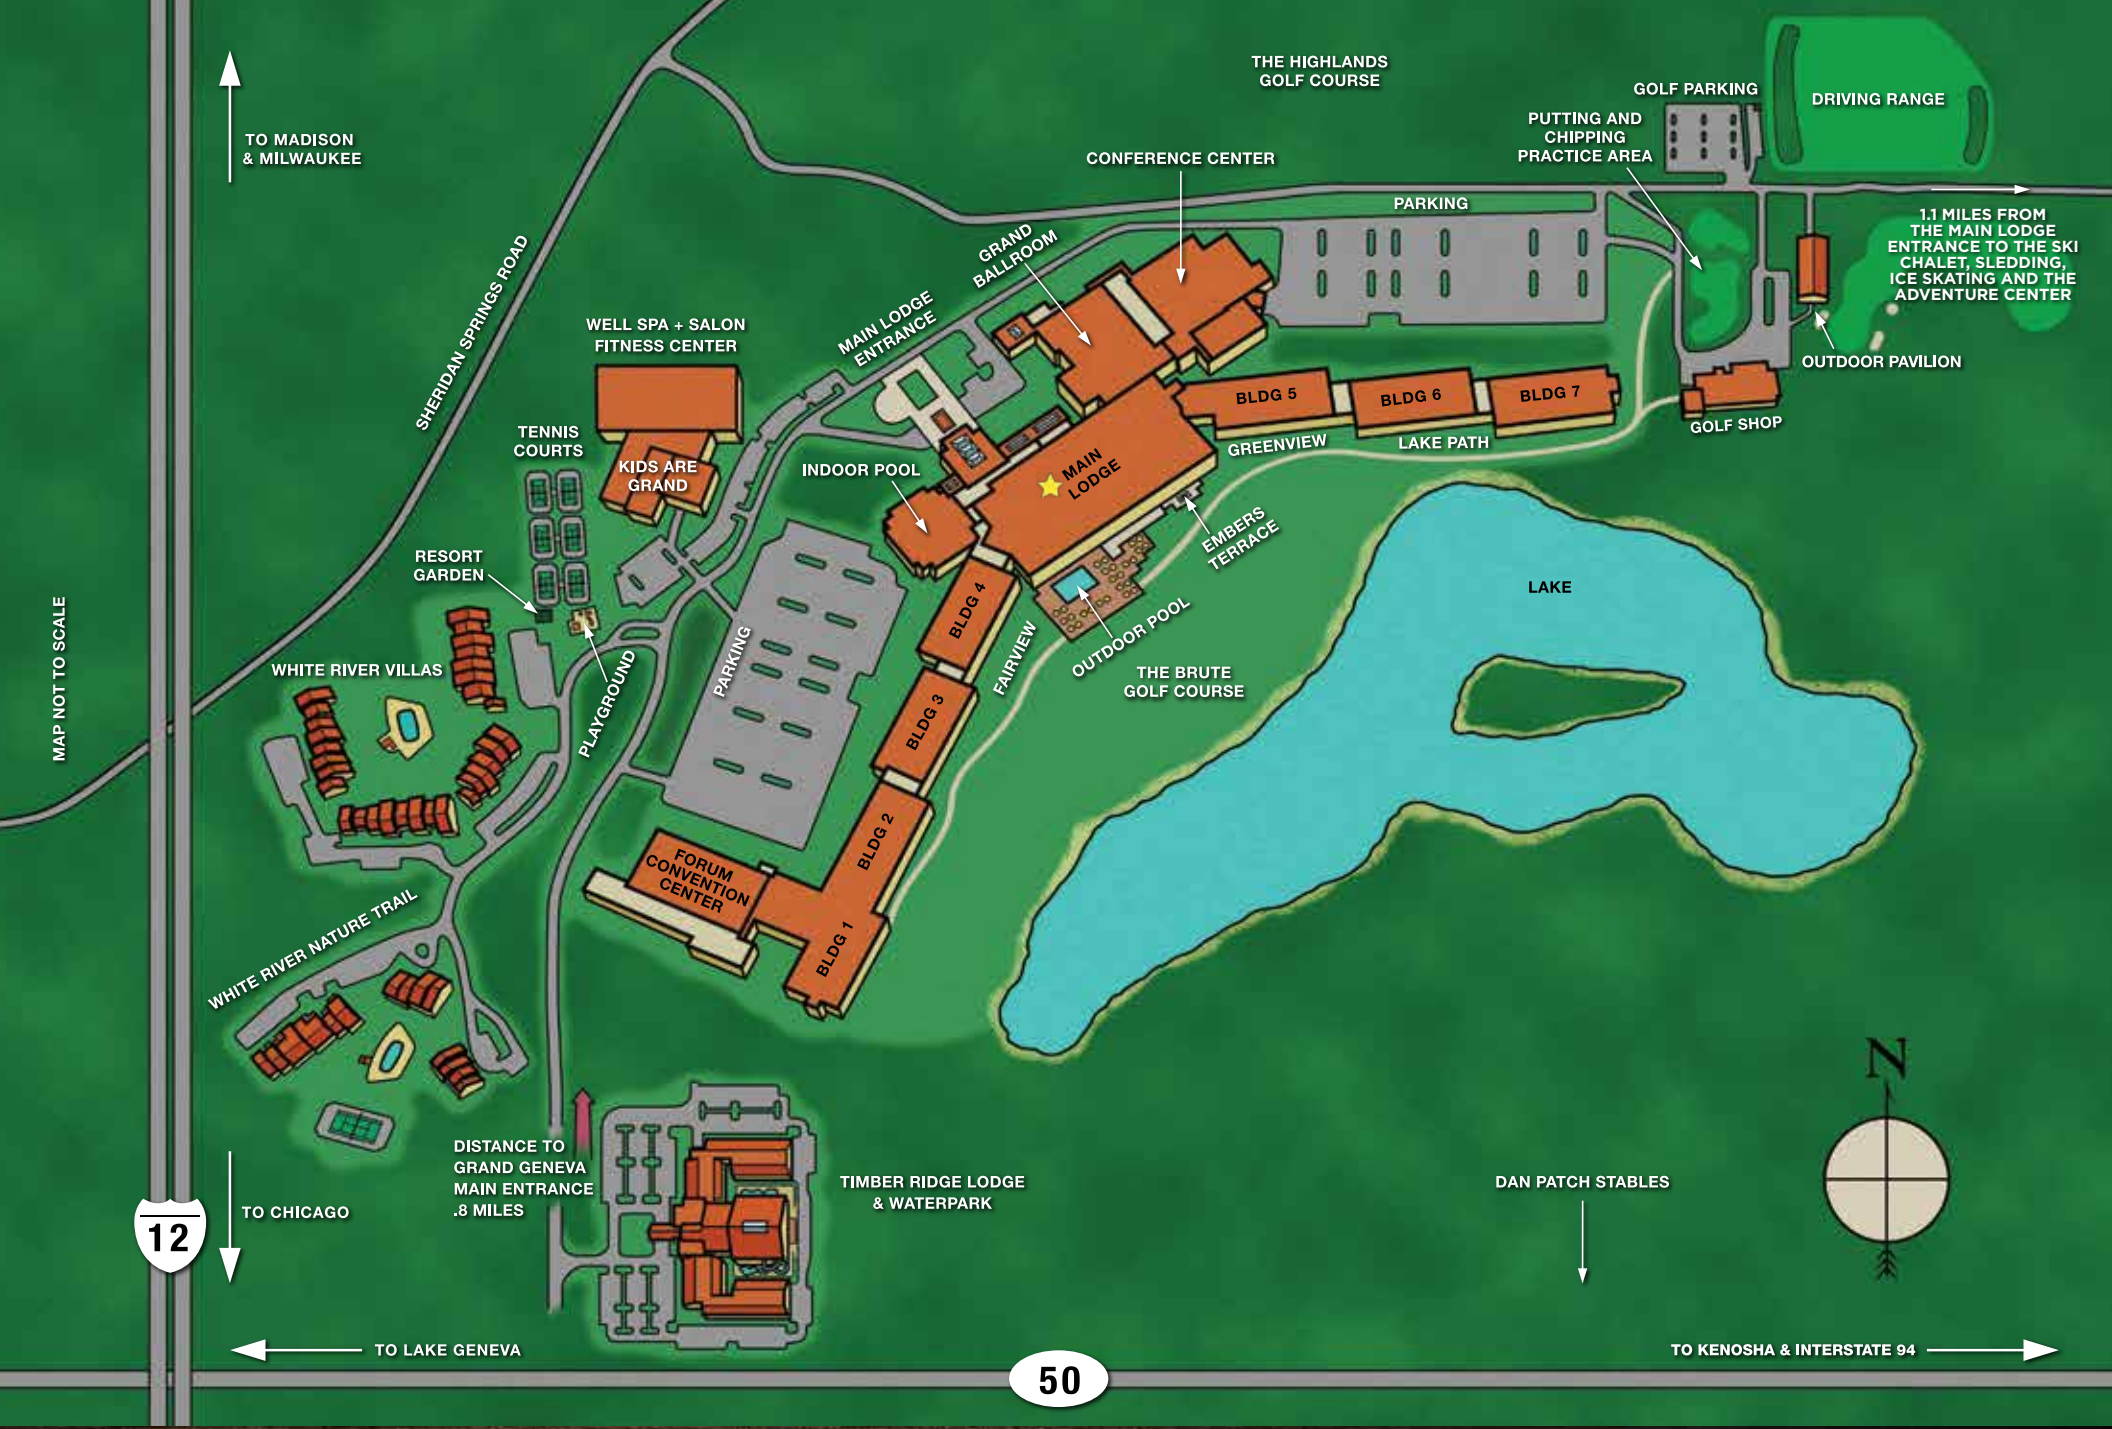 THE HIGHLANDS
GOLF COURSE
GOLF PARKING
DRIVING RANGE
PUTTING AND
CHIPPING
PRACTICE AREA
TO MADISON
& MILWAUKEE
CONFERENCE CENTER
PARKING
1.1 MILES FROM
THE MAIN LODGE
ENTRANCE TO THE SKI
CHALET, SLEDDING,
ICE SKATING AND THE
ADVENTURE CENTER
GRAND
BALLROOM
SHERIDAN SPRINGS ROAD
MAIN LODGE
ENTRANCE
WELL SPA + SALON
FITNESS CENTER
OUTDOOR PAVILION
BLDG 5
BLDG 6
BLDG 7
GOLF SHOP
TENNIS
COURTS
KIDS ARE
GRAND
INDOOR POOL
MAIN
LODGE
GREENVIEW
LAKE PATH
EMBERS
TERRACE
RESORT
GARDEN
LAKE
BLDG 4
OUTDOOR POOL
FAIRVIEW
MAP NOT TO SCALE
WHITE RIVER VILLAS
PLAYGROUND
PARKING
THE BRUTE
GOLF COURSE
BLDG 3
BLDG 2
FORUM
CONVENTION
CENTER
BLDG 1
WHITE RIVER NATURE TRAIL
N
DISTANCE TO
GRAND GENEVA
MAIN ENTRANCE
.8 MILES
TIMBER RIDGE LODGE
& WATERPARK
DAN PATCH STABLES
12
TO CHICAGO
TO LAKE GENEVA
TO KENOSHA & INTERSTATE 94
50